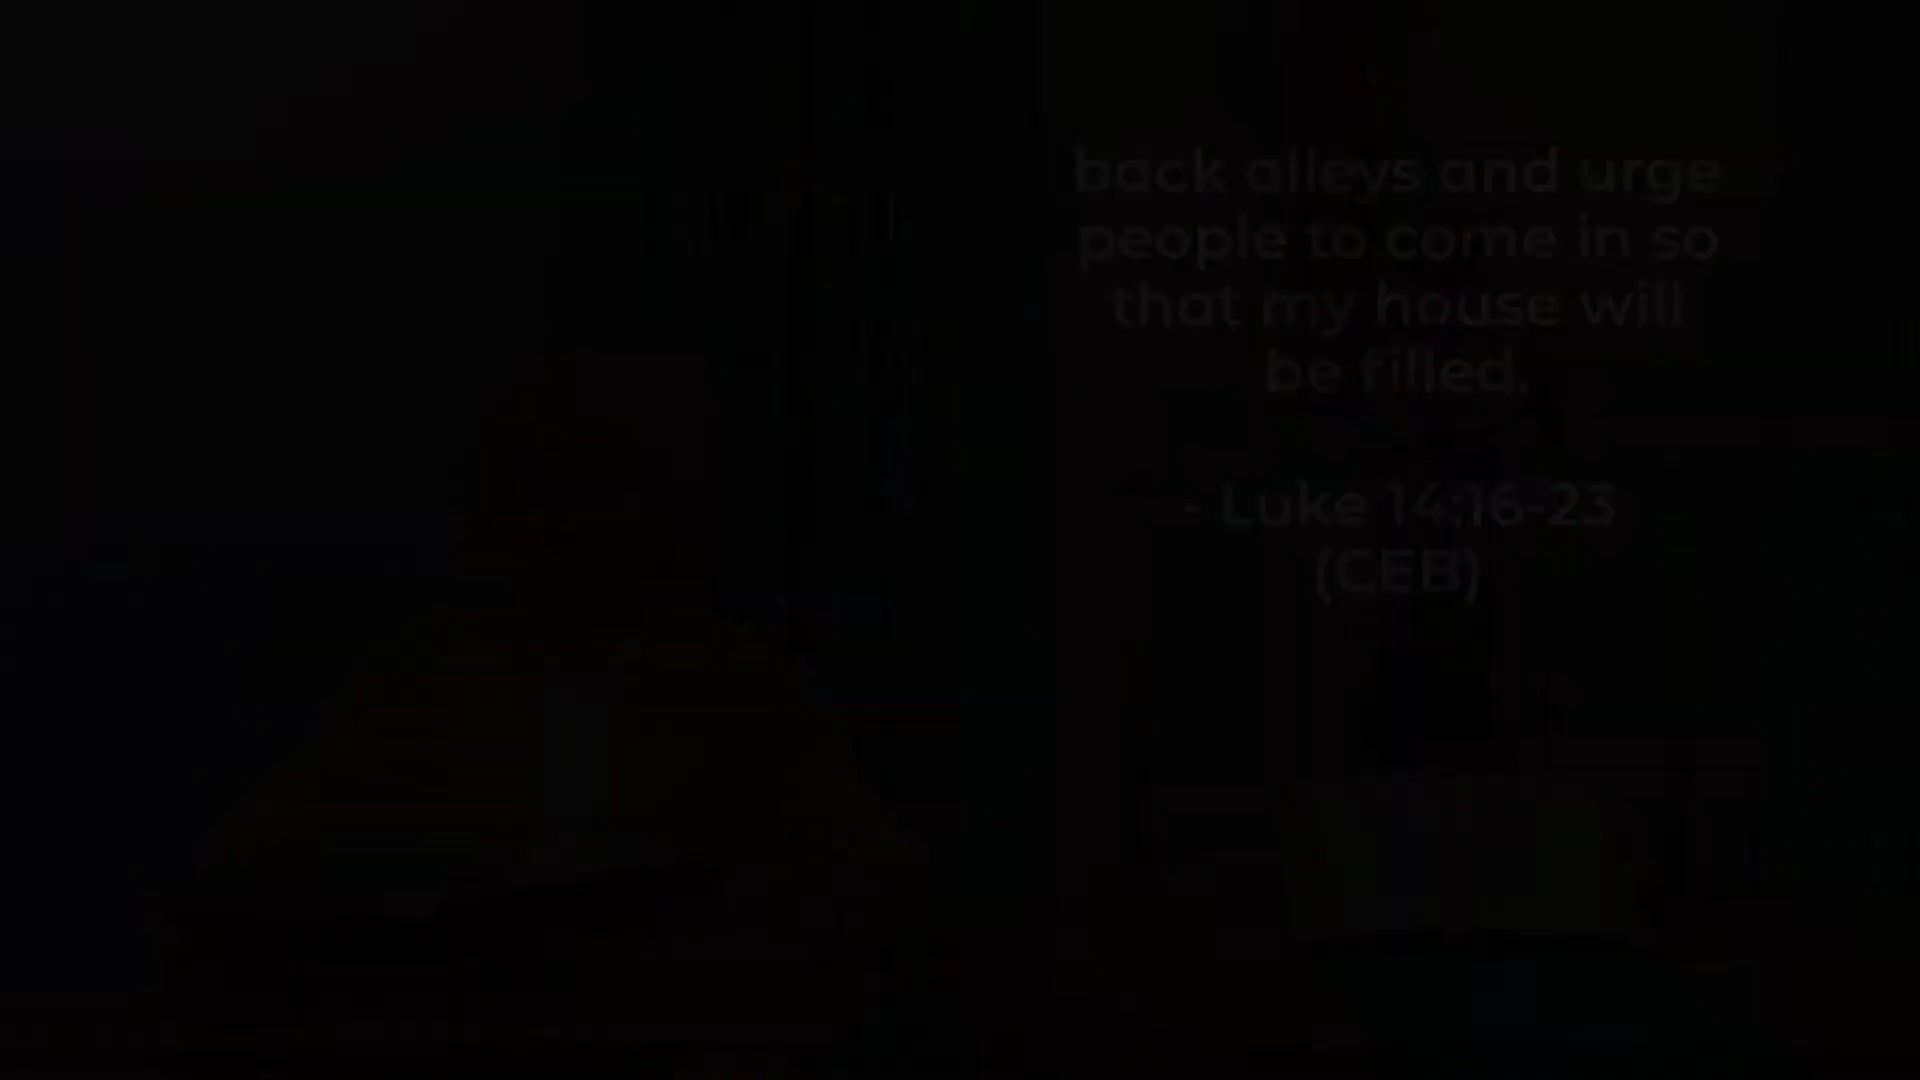 back alleys and urge
people to come in so
that my house will
be filled.
- Luke 14:16-23
(CEB)